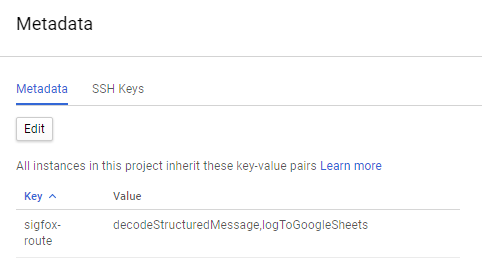 Metadata
Metadata SSH Keys
Edit
All instances in this project inherit these key-value pairs Learn more
Key Value
sigfox- decodeStructuredMessage,logToGoogleSheets
route